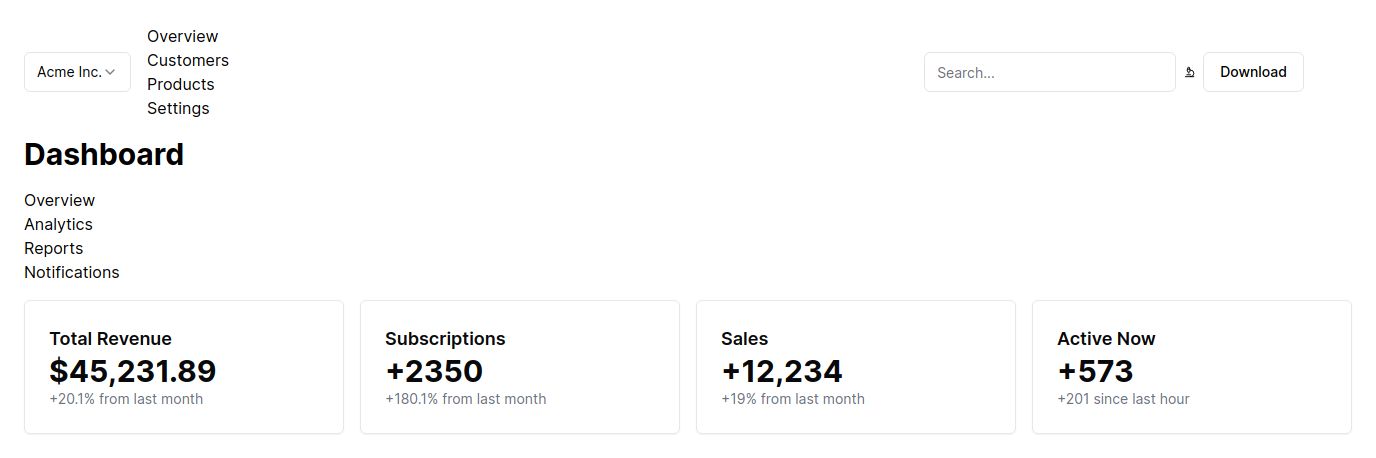 Overview
Acme Inc.
Customers
Products
Settings
Search...
Download
Dashboard
Overview
Analytics
Reports
Notifications
Total Revenue
$45,231.89
+20.1% from last month
Subscriptions
+2350
+180.1% from last month
Sales
+12,234
+19% from last month
Active Now
+573
+201 since last hour